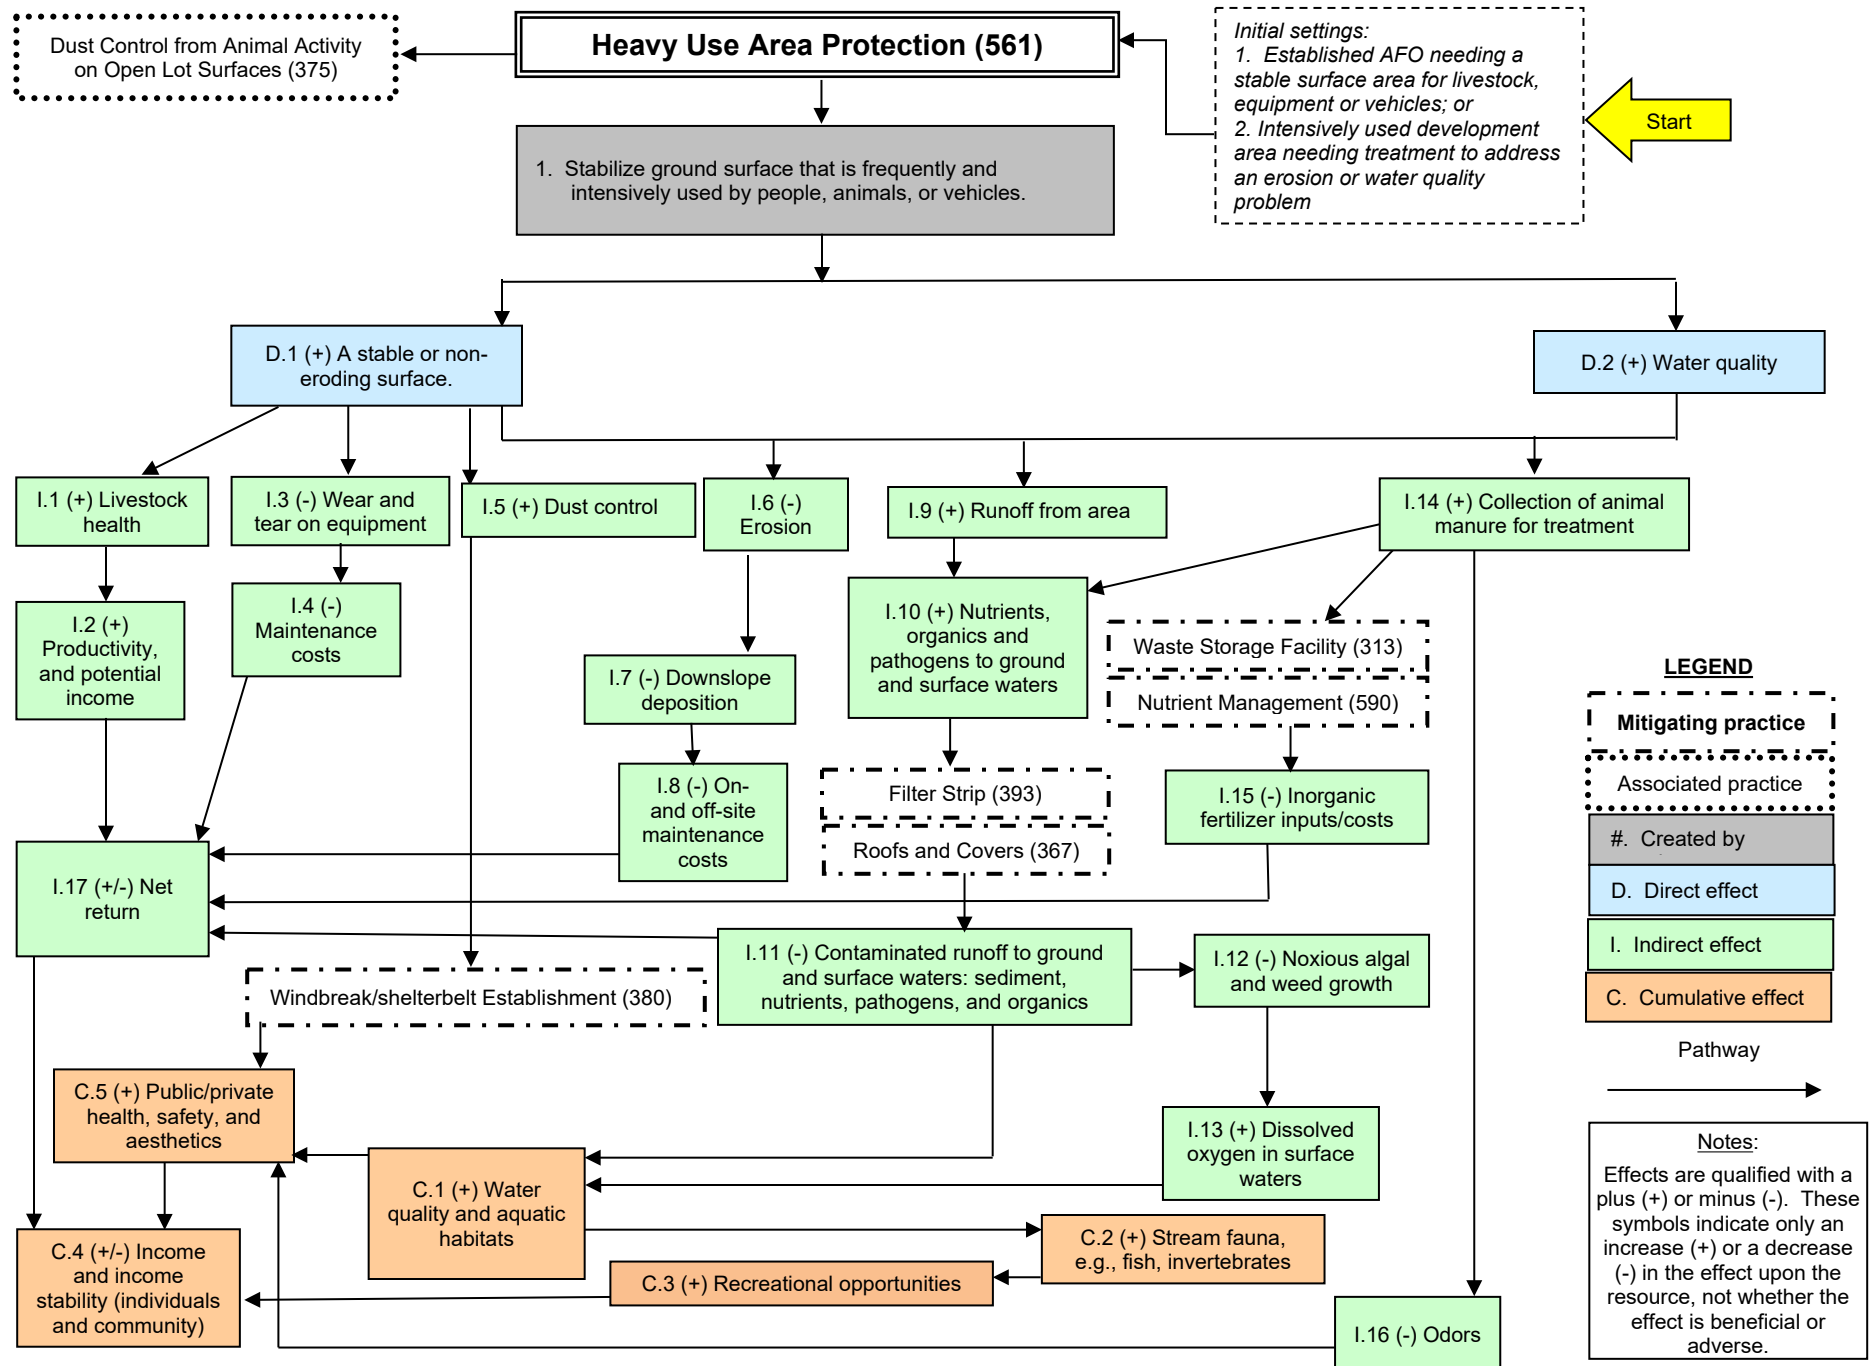 Dust Control from Animal Activity
on Open Lot Surfaces (375)
Heavy Use Area Protection (561)
Initial settings:
1. Established AFO needing a
stable surface area for livestock,
equipment or vehicles; or
2. Intensively used development
area needing treatment to address
an erosion or water quality
problem
Start
1. Stabilize ground surface that is frequently and
intensively used by people, animals, or vehicles.
D.1 (+) A stable or non-
eroding surface.
D.2 (+) Water quality
I.1 (+) Livestock
health
I.3 (-) Wear and
tear on equipment
I.5 (+) Dust control
I.6 (-)
Erosion
I.9 (+) Runoff from area
I.14 (+) Collection of animal
manure for treatment
I.2 (+)
Productivity,
and potential
income
I.4 (-)
Maintenance
costs
I.7 (-) Downslope
deposition
I.10 (+) Nutrients,
organics and
pathogens to ground
and surface waters
Waste Storage Facility (313)
Nutrient Management (590)
I.8 (-) On-
and off-site
maintenance
costs
Filter Strip (393)
Roofs and Covers (367)
I.15 (-) Inorganic
fertilizer inputs/costs
I.17 (+/-) Net
return
I.11 (-) Contaminated runoff to ground
and surface waters: sediment,
nutrients, pathogens, and organics
I.12 (-) Noxious algal
and weed growth
Windbreak/shelterbelt Establishment (380)
C.5 (+) Public/private
health, safety, and
aesthetics
I.13 (+) Dissolved
oxygen in surface
waters
C.1 (+) Water
quality and aquatic
habitats
C.2 (+) Stream fauna,
e.g., fish, invertebrates
C.4 (+/-) Income
and income
stability (individuals
and community)
C.3 (+) Recreational opportunities
I.16 (-) Odors
LEGEND
Mitigating practice
Associated practice
#. Created by
D. Direct effect
I. Indirect effect
C. Cumulative effect
Pathway
Notes:
Effects are qualified with a
plus (+) or minus (-). These
symbols indicate only an
increase (+) or a decrease
(-) in the effect upon the
resource, not whether the
effect is beneficial or
adverse.